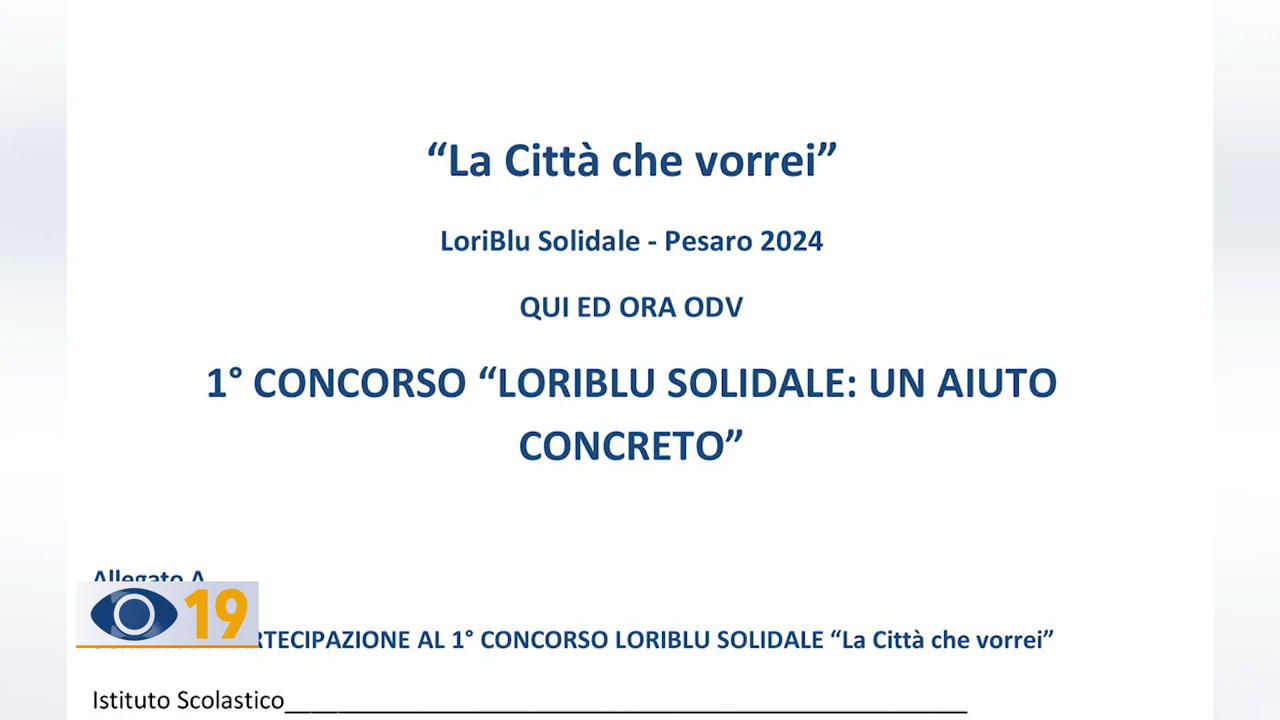 “La Città che vorrei”
LoriBlu Solidale - Pesaro 2024
QUI ED ORA ODV
1° CONCORSO “LORIBLU SOLIDALE: UN AIUTO
CONCRETO”
Allegato A
19
AL 1° CONCORSO LORIBLU SOLIDALE “La Città che vorrei”
Istituto Scolastico